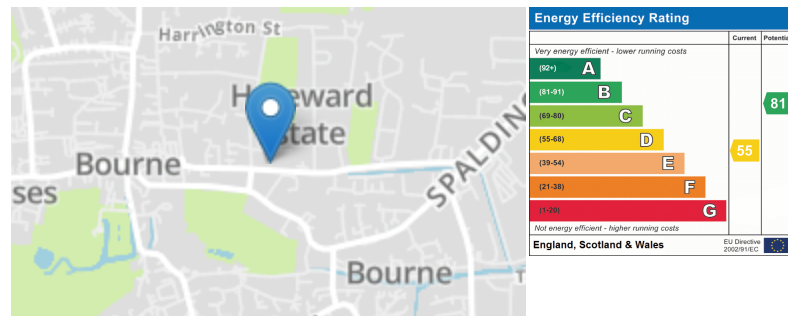 Harrington St
Hereward
Estate
SPALDING
Bourne
ses
Bourne
T
Energy Efficiency Rating
Current Potentia
Very energy efficient - lower running costs
(92+) A
(81-91) B
81
(69-80) C
(55-68) D
55
(39-54) E
(21-38) F
(1-20) G
Not energy efficient - higher running costs
England, Scotland & Wales
EU Directive
2002/91/EC